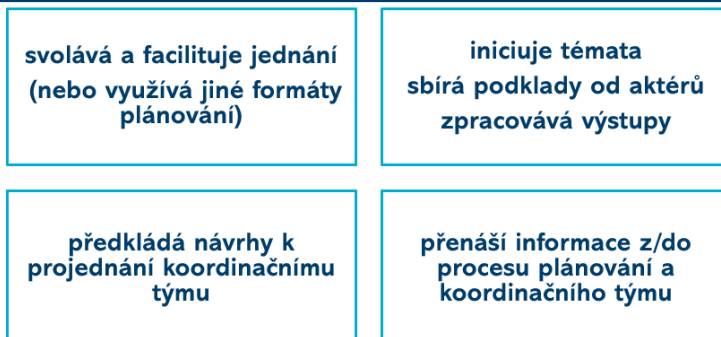 svolává a facilituje jednání
(nebo využívá jiné formáty
plánování)
iniciuje témata
sbírá podklady od aktérů
zpracovává výstupy
předkládá návrhy k
projednání koordinačnímu
týmu
přenáší informace z/do
procesu plánování a
koordinačního týmu